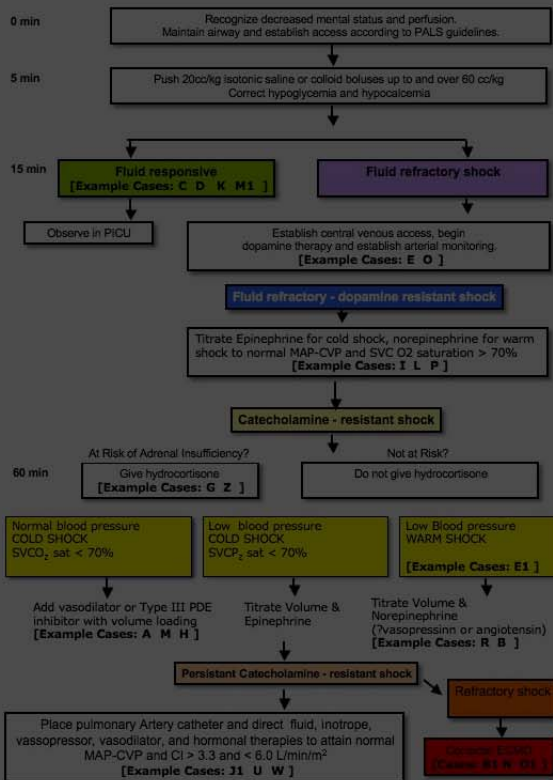 0 min
Recognize decreased mental status and perfusion.
Maintain airway and establish access according to PALS guidelines.
5 min
Push 20cc/kg isotonic saline or colloid boluses up to and over 60 cc/kg
Correct hypoglycemia and hypocalcemia
15 min
Fluid responsive
[Example Cases: C D K M1 ]
Fluid refractory shock
Observe in PICU
Establish central venous access, begin
dopamine therapy and establish arterial monitoring.
[Example Cases: E O ]
Fluid refractory - dopamine resistant shock
Titrate Epinephrine for cold shock, norepinephrine for warm
shock to normal MAP-CVP and SVC O2 saturation > 70%
[Example Cases: I L P ]
Catecholamine - resistant shock
At Risk of Adrenal Insufficiency?
Not at Risk?
60 min
Give hydrocortisone
[Example Cases: G Z ]
Do not give hydrocortisone
Normal blood pressure
COLD SHOCK
SVCO2 sat < 70%
Low blood pressure
COLD SHOCK
SVCP2 sat < 70%
Low Blood pressure
WARM SHOCK
[Example Cases: E1 ]
Add vasodilator or Type III PDE
inhibitor with volume loading
[Example Cases: A M H ]
Titrate Volume &
Epinephrine
Titrate Volume &
Norepinephrine
(?vasopressinn or angiotensin)
[Example Cases: R B ]
Persistant Catecholamine - resistant shock
Refractory shock
Place pulmonary Artery catheter and direct fluid, inotrope,
vassopressor, vasodilator, and hormonal therapies to attain normal
MAP-CVP and CI > 3.3 and < 6.0 L/min/m²
[Example Cases: J1 U W ]
Consider ECMO